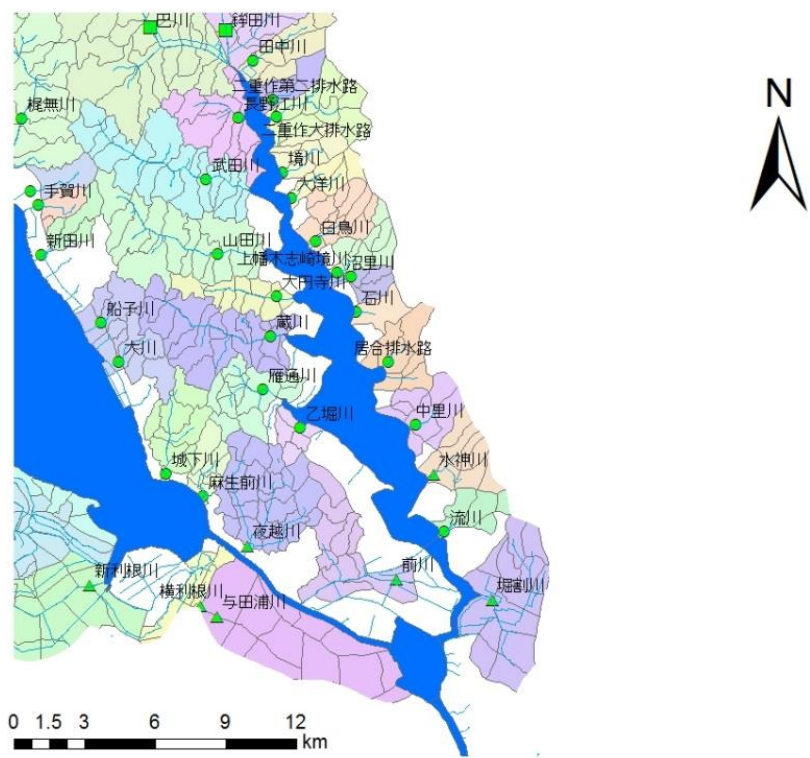 巴川
鉾田川
田中川
二重作第二排水路
梶無川
長野江川
二重作大排水路
境川
武田川
大洋川
手賀川
白鳥川
新田川
山田川
上幡木志崎境川
沼里川
大円寺川
石川
船子川
蔵川
大川
居合排水路
雁通川
中里川
乙堀川
城下川
水神川
麻生前川
流川
夜越川
新利根川
前川
堀割川
横利根川
与田浦川
N
0 1.5 3 6 9 12
km